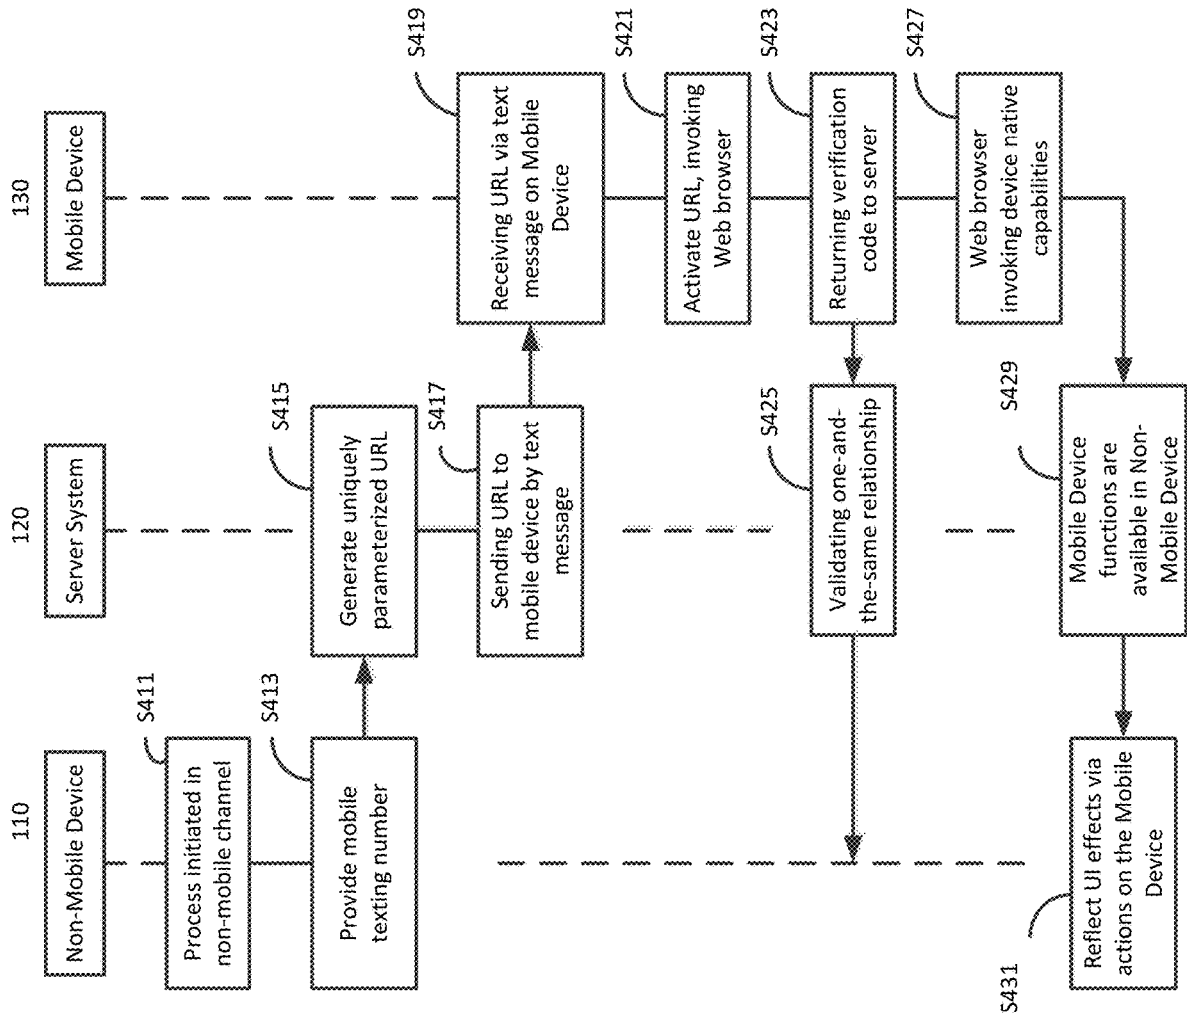 110
120
130
Non-Mobile Device
Server System
Mobile Device
S411
Process initiated in
non-mobile channel
S413
Provide mobile
texting number
S415
Generate uniquely
parameterized URL
S417
Sending URL to
mobile device by text
message
S419
Receiving URL via text
message on Mobile
Device
S421
Activate URL, invoking
Web browser
S423
Returning verification
code to server
S425
Validating one-and-
the-same relationship
S427
Web browser
invoking device native
capabilities
S429
Mobile Device
functions are
available in Non-
Mobile Device
S431
Reflect UI effects via
actions on the Mobile
Device